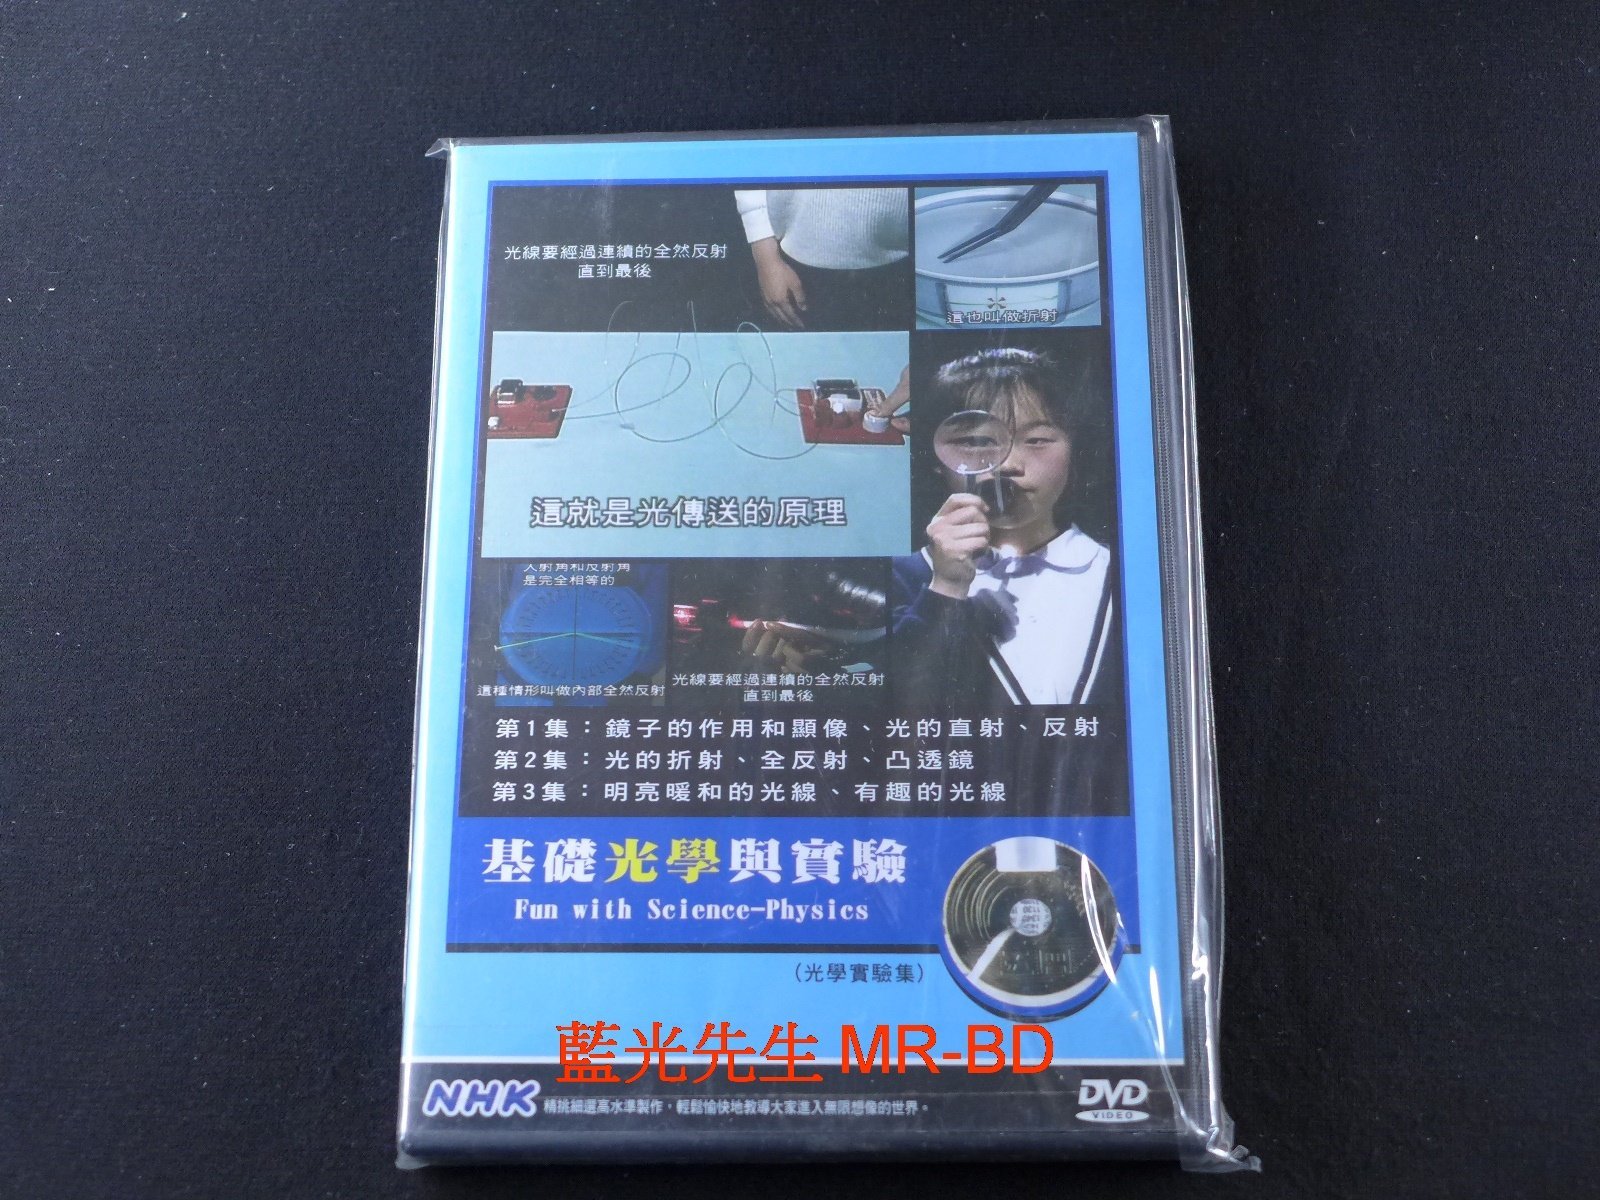 光線要經過連續的全然反射
直到最後
這也叫做折射
這就是光傳送的原理
入射角和反射角
是完全相等的
這種情形叫做內部全然反射
光線要經過連續的全然反射
直到最後
第1集：鏡子的作用和顯像、光的直射、反射
第2集：光的折射、全反射、凸透鏡
第3集：明亮暖和的光線、有趣的光線
基礎光學與實驗
Fun with Science-Physics
(光學實驗集)
藍光先生 MR-BD
NHK 精挑細選高水準製作，輕鬆愉快地教導大家進入無限想像的世界。
DVD
VIDEO